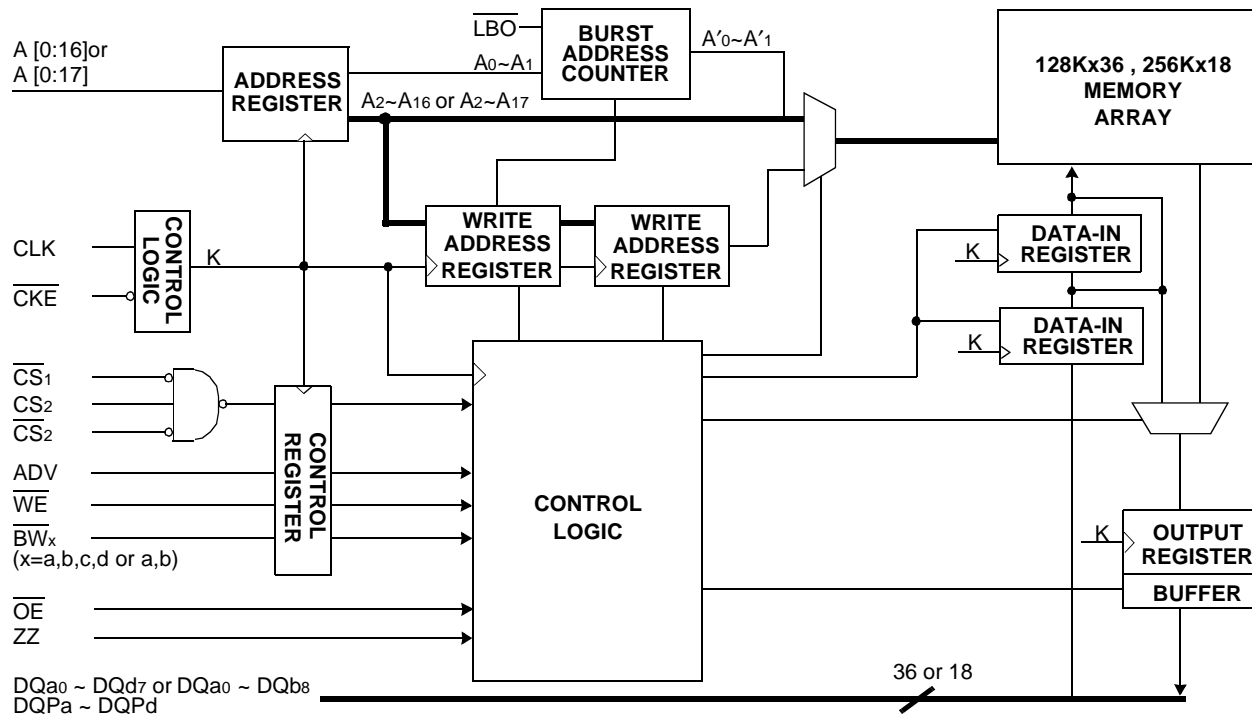 A [0:16]or
A [0:17]
ADDRESS
REGISTER
LBO
A0~A1
BURST
ADDRESS
COUNTER
A′0~A′1
A2~A16 or A2~A17
128Kx36 , 256Kx18
MEMORY
ARRAY
CLK
CKE
CONTROL
LOGIC
K
WRITE
ADDRESS
REGISTER
WRITE
ADDRESS
REGISTER
K
DATA-IN
REGISTER
K
DATA-IN
REGISTER
CS1
CS2
CS2
ADV
WE
BWx
(x=a,b,c,d or a,b)
CONTROL
REGISTER
CONTROL
LOGIC
K
OUTPUT
REGISTER
BUFFER
OE
ZZ
DQa0 ~ DQd7 or DQa0 ~ DQb8
DQPa ~ DQPd
36 or 18